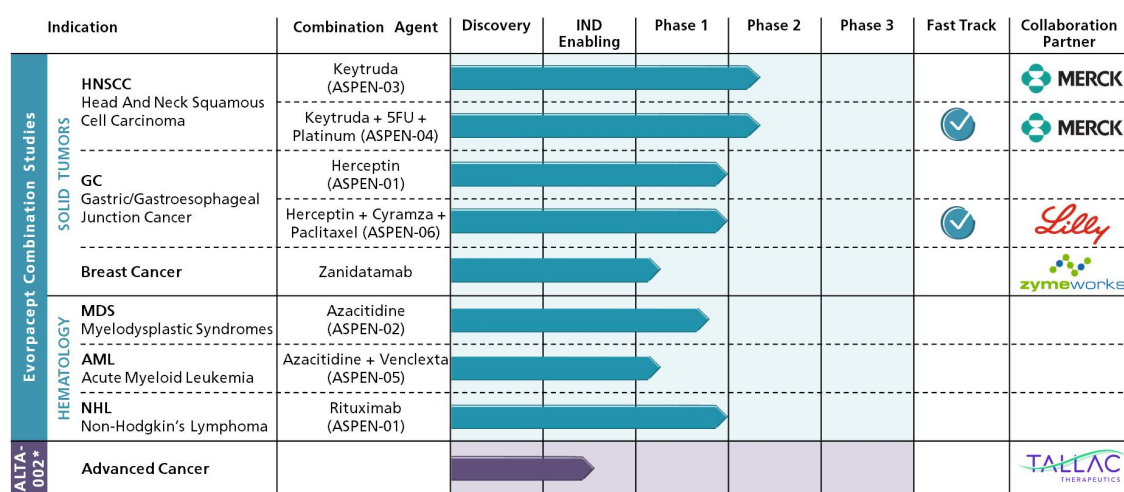 Indication
Combination Agent
Discovery
IND
Enabling
Phase 1
Phase 2
Phase 3
Fast Track
Collaboration
Partner
Evorpacept Combination Studies
SOLID TUMORS
HNSCC
Head And Neck Squamous
Cell Carcinoma
Keytruda
(ASPEN-03)
MERCK
Keytruda + 5FU +
Platinum (ASPEN-04)
MERCK
GC
Gastric/Gastroesophageal
Junction Cancer
Herceptin
(ASPEN-01)
Herceptin + Cyramza +
Paclitaxel (ASPEN-06)
Lilly
Breast Cancer
Zanidatamab
zymeworks
HEMATOLOGY
MDS
Myelodysplastic Syndromes
Azacitidine
(ASPEN-02)
AML
Acute Myeloid Leukemia
Azacitidine + Venclexta
(ASPEN-05)
NHL
Non-Hodgkin's Lymphoma
Rituximab
(ASPEN-01)
ALTA-
002*
Advanced Cancer
TALLAC
THERAPEUTICS